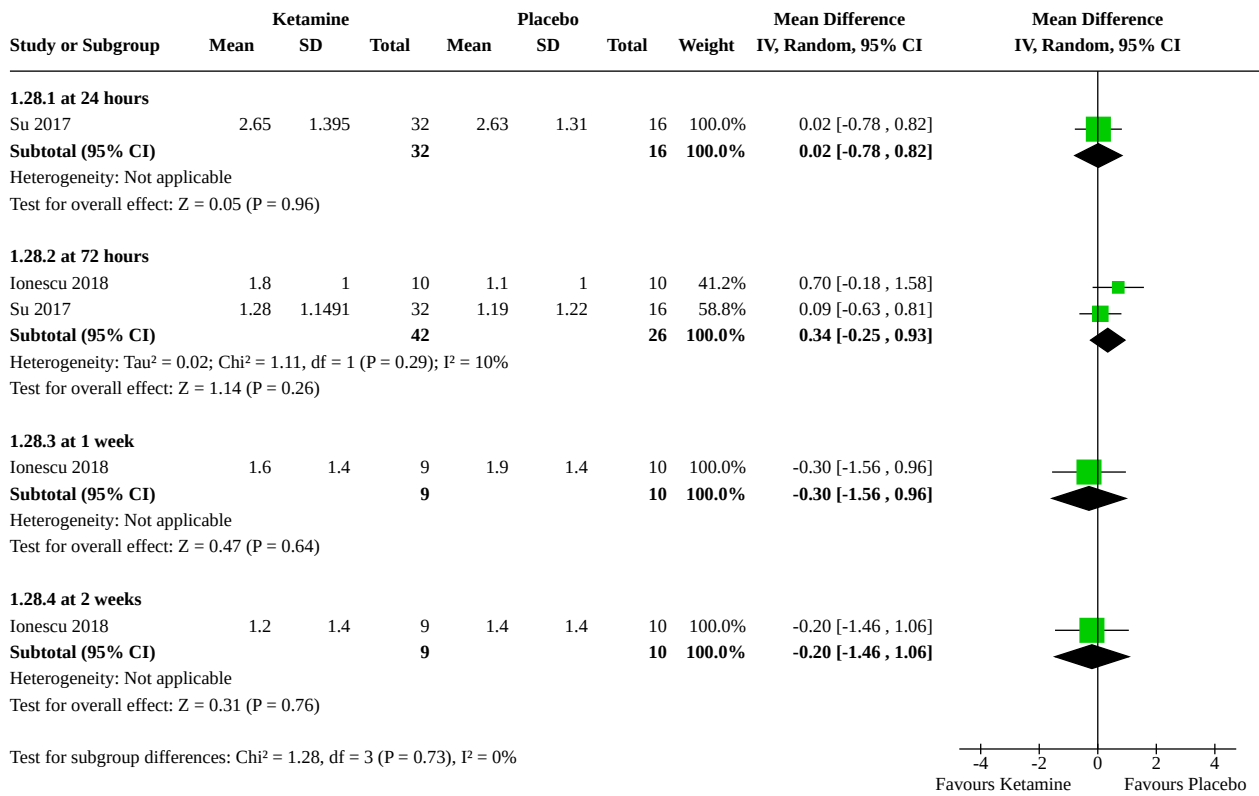 Ketamine Placebo Mean Difference Mean Difference
Study or Subgroup Mean SD Total Mean SD Total Weight IV, Random, 95% CI IV, Random, 95% CI
1.28.1 at 24 hours
Su 2017 2.65 1.395 32 2.63 1.31 16 100.0% 0.02 [-0.78 , 0.82]
Subtotal (95% CI) 32 16 100.0% 0.02 [-0.78 , 0.82]
Heterogeneity: Not applicable
Test for overall effect: Z = 0.05 (P = 0.96)
1.28.2 at 72 hours
Ionescu 2018 1.8 1 10 1.1 1 10 41.2% 0.70 [-0.18 , 1.58]
Su 2017 1.28 1.1491 32 1.19 1.22 16 58.8% 0.09 [-0.63 , 0.81]
Subtotal (95% CI) 42 26 100.0% 0.34 [-0.25 , 0.93]
Heterogeneity: Tau² = 0.02; Chi² = 1.11, df = 1 (P = 0.29); I² = 10%
Test for overall effect: Z = 1.14 (P = 0.26)
1.28.3 at 1 week
Ionescu 2018 1.6 1.4 9 1.9 1.4 10 100.0% -0.30 [-1.56 , 0.96]
Subtotal (95% CI) 9 10 100.0% -0.30 [-1.56 , 0.96]
Heterogeneity: Not applicable
Test for overall effect: Z = 0.47 (P = 0.64)
1.28.4 at 2 weeks
Ionescu 2018 1.2 1.4 9 1.4 1.4 10 100.0% -0.20 [-1.46 , 1.06]
Subtotal (95% CI) 9 10 100.0% -0.20 [-1.46 , 1.06]
Heterogeneity: Not applicable
Test for overall effect: Z = 0.31 (P = 0.76)
Test for subgroup differences: Chi² = 1.28, df = 3 (P = 0.73), I² = 0%
-4 -2 0 2 4
Favours Ketamine Favours Placebo